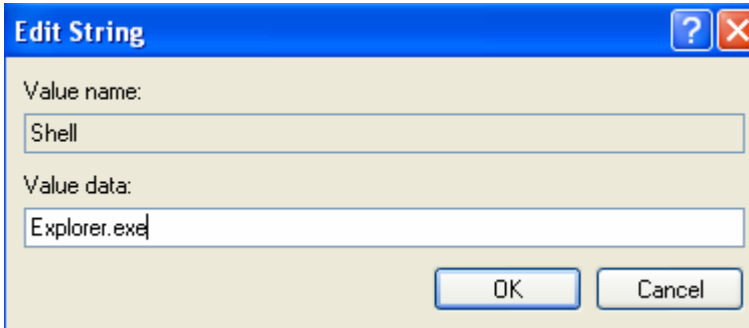 Edit String
?
Value name:
Shell
Value data:
Explorer.exe
OK Cancel